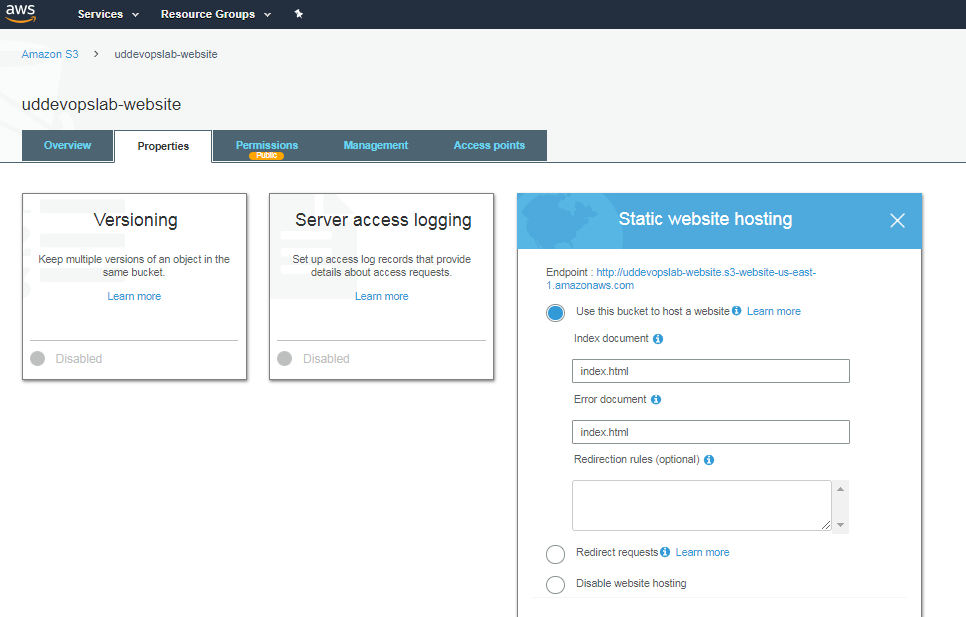 aws Services Resource Groups
Amazon S3 > uddevopslab-website
uddevopslab-website
Overview Properties Permissions Management Access points
Public
Versioning
Keep multiple versions of an object in the
same bucket.
Learn more
Disabled
Server access logging
Set up access log records that provide
details about access requests.
Learn more
Disabled
Static website hosting
Endpoint : http://uddevopslab-website.s3-website-us-east-
1.amazonaws.com
Use this bucket to host a website Learn more
Index document
index.html
Error document
index.html
Redirection rules (optional)
Redirect requests Learn more
Disable website hosting